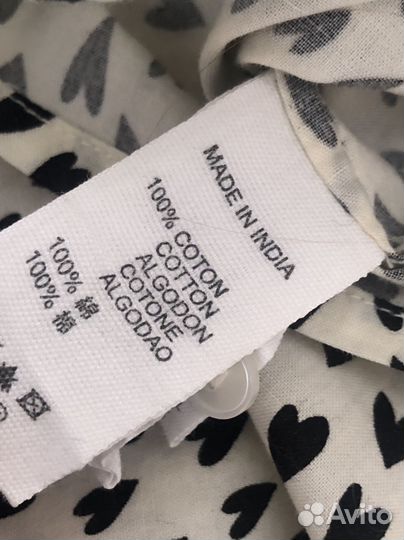 MADE IN INDIA
100% COTON
COTTON
ALGODON
COTONE
ALGODAO
100% 綿
100% 棉
Avito